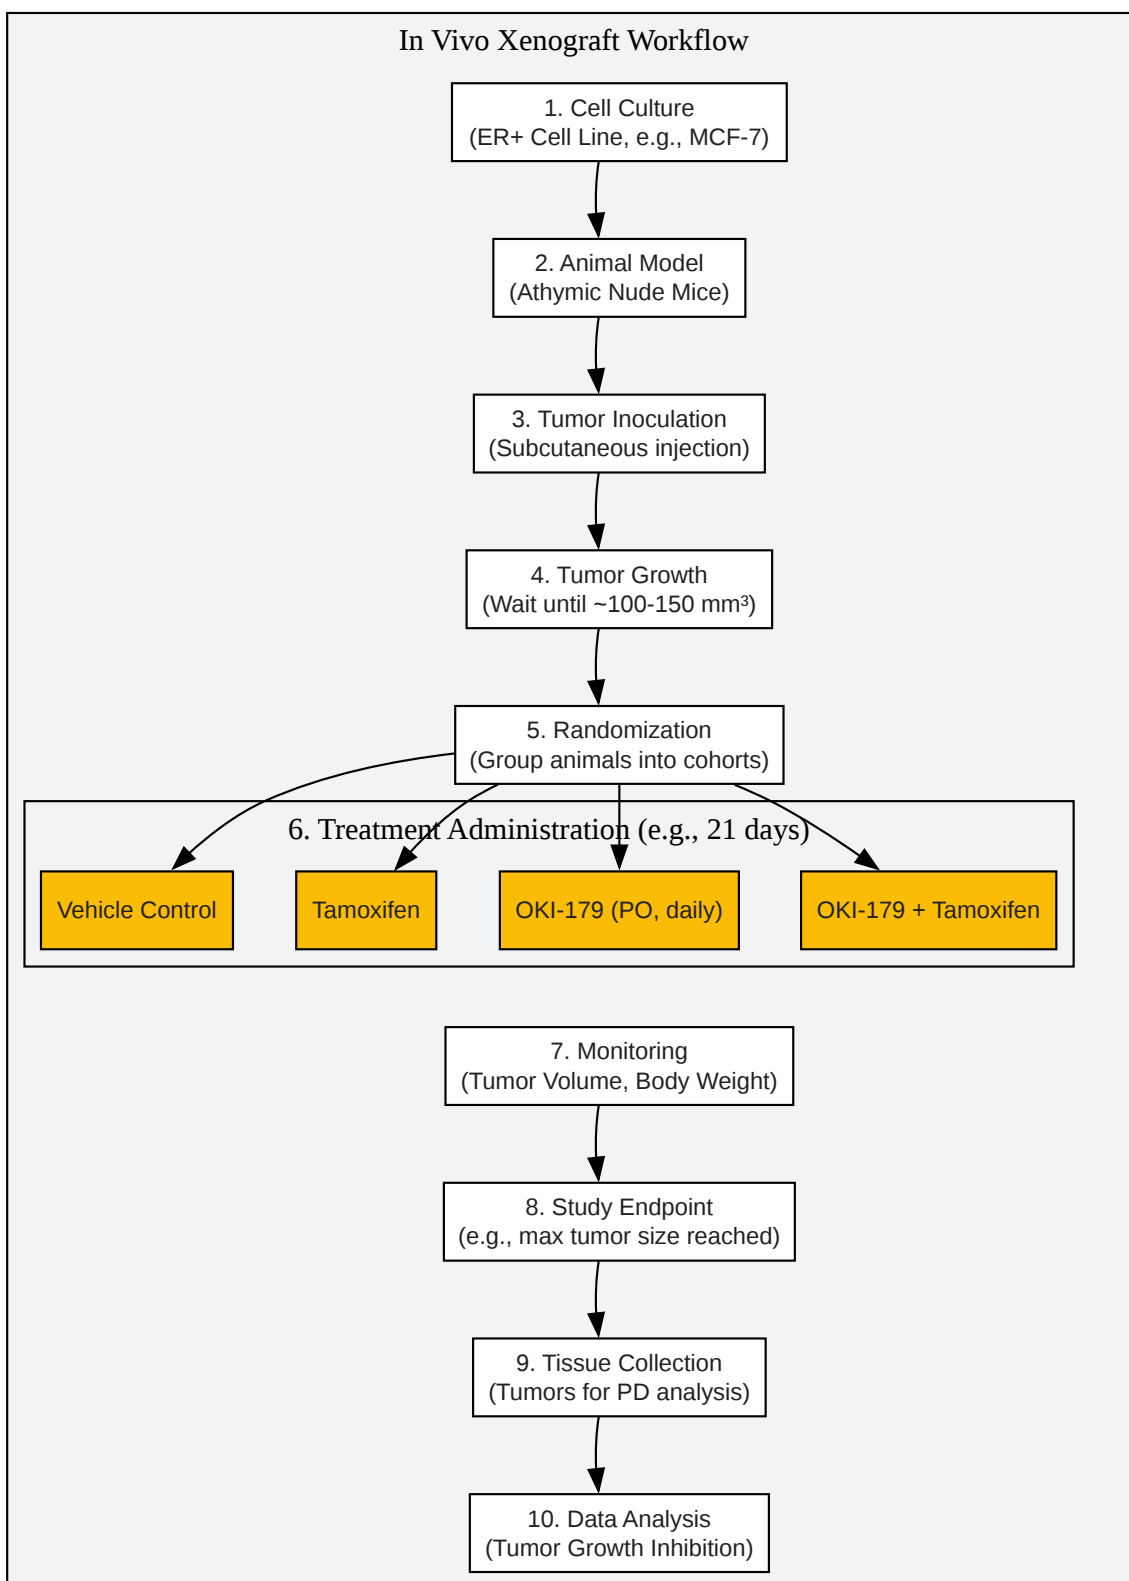 In Vivo Xenograft Workflow
1. Cell Culture
(ER+ Cell Line, e.g., MCF-7)
2. Animal Model
(Athymic Nude Mice)
3. Tumor Inoculation
(Subcutaneous injection)
4. Tumor Growth
(Wait until ~100-150 mm³)
5. Randomization
(Group animals into cohorts)
6. Treatment Administration (e.g., 21 days)
Vehicle Control
Tamoxifen
OKI-179 (PO, daily)
OKI-179 + Tamoxifen
7. Monitoring
(Tumor Volume, Body Weight)
8. Study Endpoint
(e.g., max tumor size reached)
9. Tissue Collection
(Tumors for PD analysis)
10. Data Analysis
(Tumor Growth Inhibition)